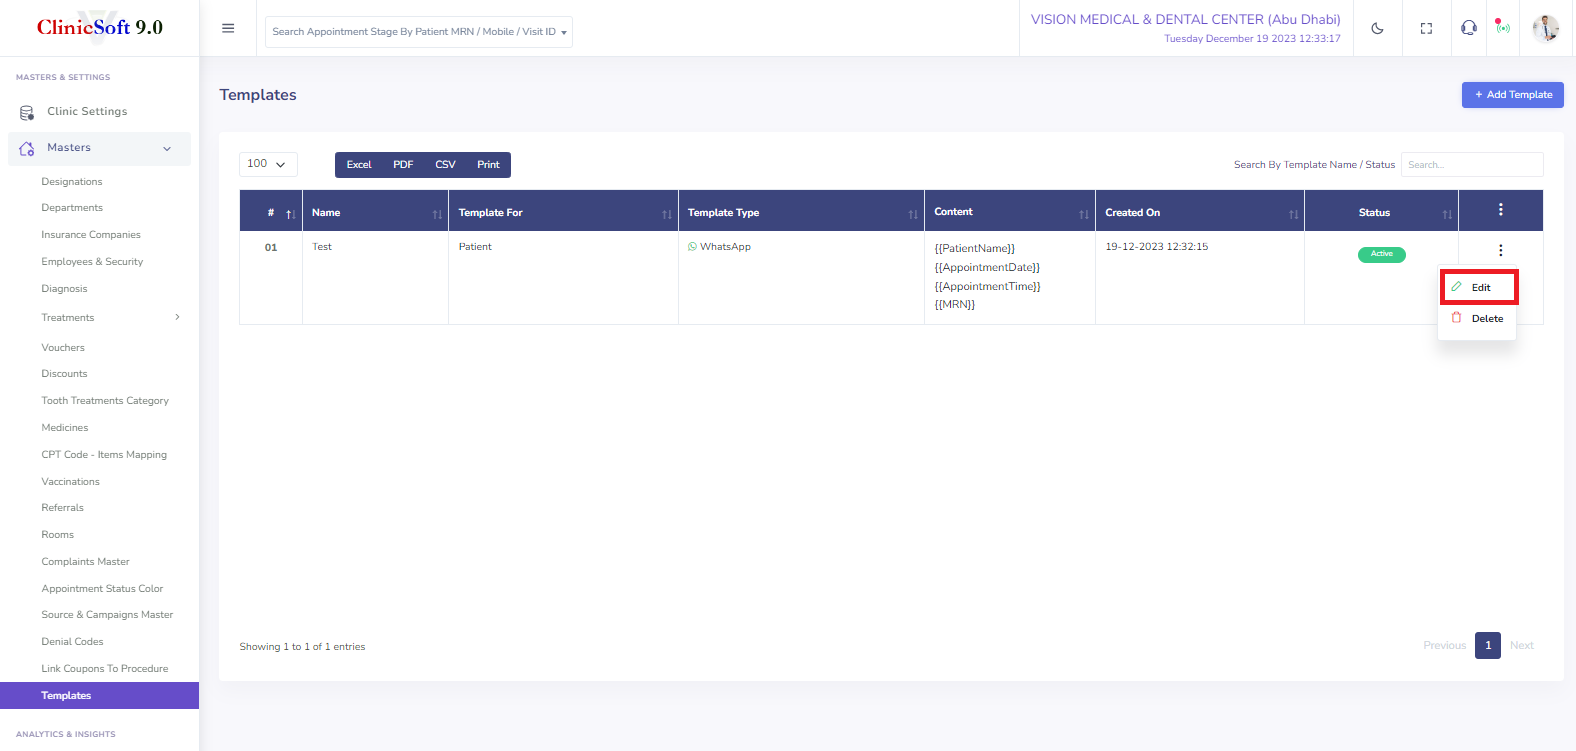 ClinicSoft 9.0
Search Appointment Stage By Patient MRN / Mobile / Visit ID
VISION MEDICAL & DENTAL CENTER (Abu Dhabi)
Tuesday December 19 2023 12:33:17
MASTERS & SETTINGS
Clinic Settings
Masters
Designations
Departments
Insurance Companies
Employees & Security
Diagnosis
Treatments
Vouchers
Discounts
Tooth Treatments Category
Medicines
CPT Code - Items Mapping
Vaccinations
Referrals
Rooms
Complaints Master
Appointment Status Color
Source & Campaigns Master
Denial Codes
Link Coupons To Procedure
Templates
ANALYTICS & INSIGHTS
Templates
+ Add Template
100
Excel PDF CSV Print
Search By Template Name / Status Search...
# Name Template For Template Type Content Created On Status
01 Test Patient WhatsApp {{PatientName}} 19-12-2023 12:32:15 Active
{{AppointmentDate}}
{{AppointmentTime}}
{{MRN}}
Edit
Delete
Showing 1 to 1 of 1 entries
Previous 1 Next